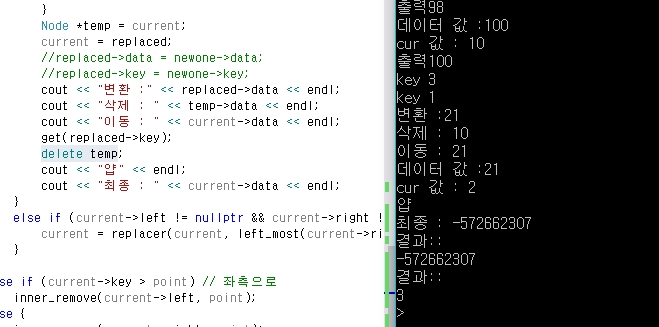 }
Node *temp = current;
current = replaced;
//replaced->data = newone->data;
//replaced->key = newone->key;
cout << "변환 :" << replaced->data << endl;
cout << "삭제 : " << temp->data << endl;
cout << "이동 : " << current->data << endl;
get(replaced->key);
delete temp;
cout << "얍" << endl;
cout << "최종 : " << current->data << endl;
}
else if (current->left != nullptr && current->right !
current = replacer(current, left_most(current->ri
}
se if (current->key > point) // 좌측으로
inner_remove(current->left, point);
se {
출력98
데이터 값 :100
cur 값 : 10
출력100
key 3
key 1
변환 :21
삭제 : 10
이동 : 21
데이터 값 :21
cur 값 : 2
얍
최종 : -572662307
결과::
-572662307
결과::
3
>